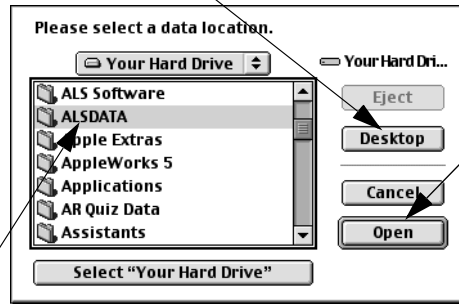 Please select a data location.
Your Hard Drive
Your Hard Dri...
ALS Software
ALSDATA
Apple Extras
AppleWorks 5
Applications
AR Quiz Data
Assistants
Eject
Desktop
Cancel
Open
Select “Your Hard Drive”